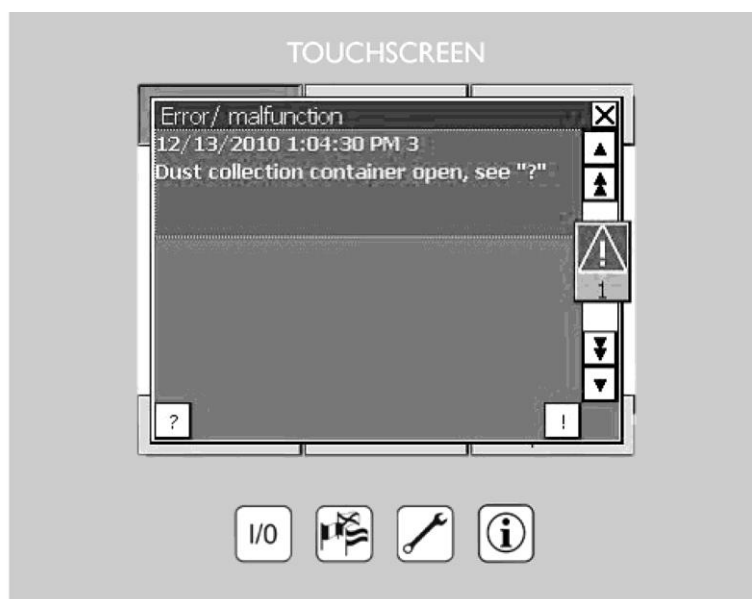 TOUCHSCREEN
Error/ malfunction
12/13/2010 1:04:30 PM 3
Dust collection container open, see "?"
1
?
!
I/0